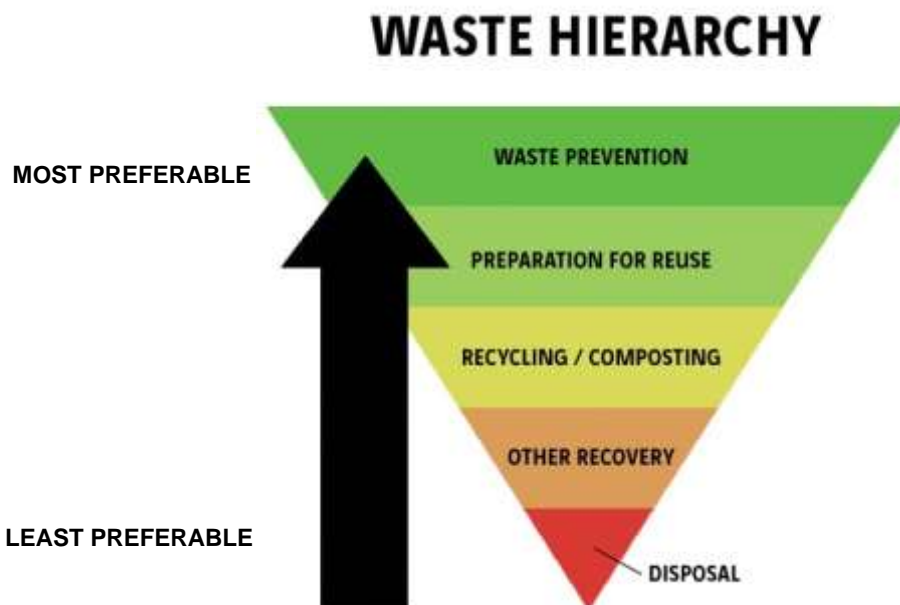 WASTE HIERARCHY
MOST PREFERABLE
WASTE PREVENTION
PREPARATION FOR REUSE
RECYCLING / COMPOSTING
OTHER RECOVERY
LEAST PREFERABLE
DISPOSAL